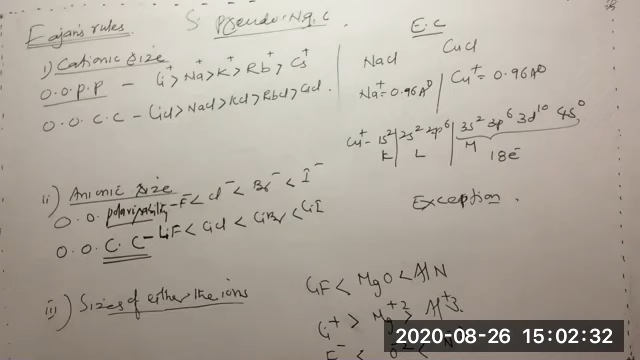 Fajan's rules
S: pseudo. Ng. C
E.C
i) Cationic size
O.O.P.P – Li⁺ > Na⁺ > K⁺ > Rb⁺ > Cs⁺
O.O.C.C – LiCl > NaCl > KCl > RbCl > CsCl.
NaCl CuCl
Na⁺ = 0.96A⁰ Cu⁺ = 0.96A⁰
Cu⁺ – 1s² | 2s² 2p⁶ | 3s² 3p⁶ 3d¹⁰ 4s⁰
K L M 18e⁻
Exception.
ii) Anionic size
O.O. polarisability – F⁻ < Cl⁻ < Br⁻ < I⁻
O.O. C.C – LiF < LiCl < LiBr < LiI
iii) Sizes of either the ions
LiF < MgO < AlN
Li⁺ > Mg⁺² > Al⁺³.
F⁻ < O²⁻ < N
2020-08-26 15:02:32